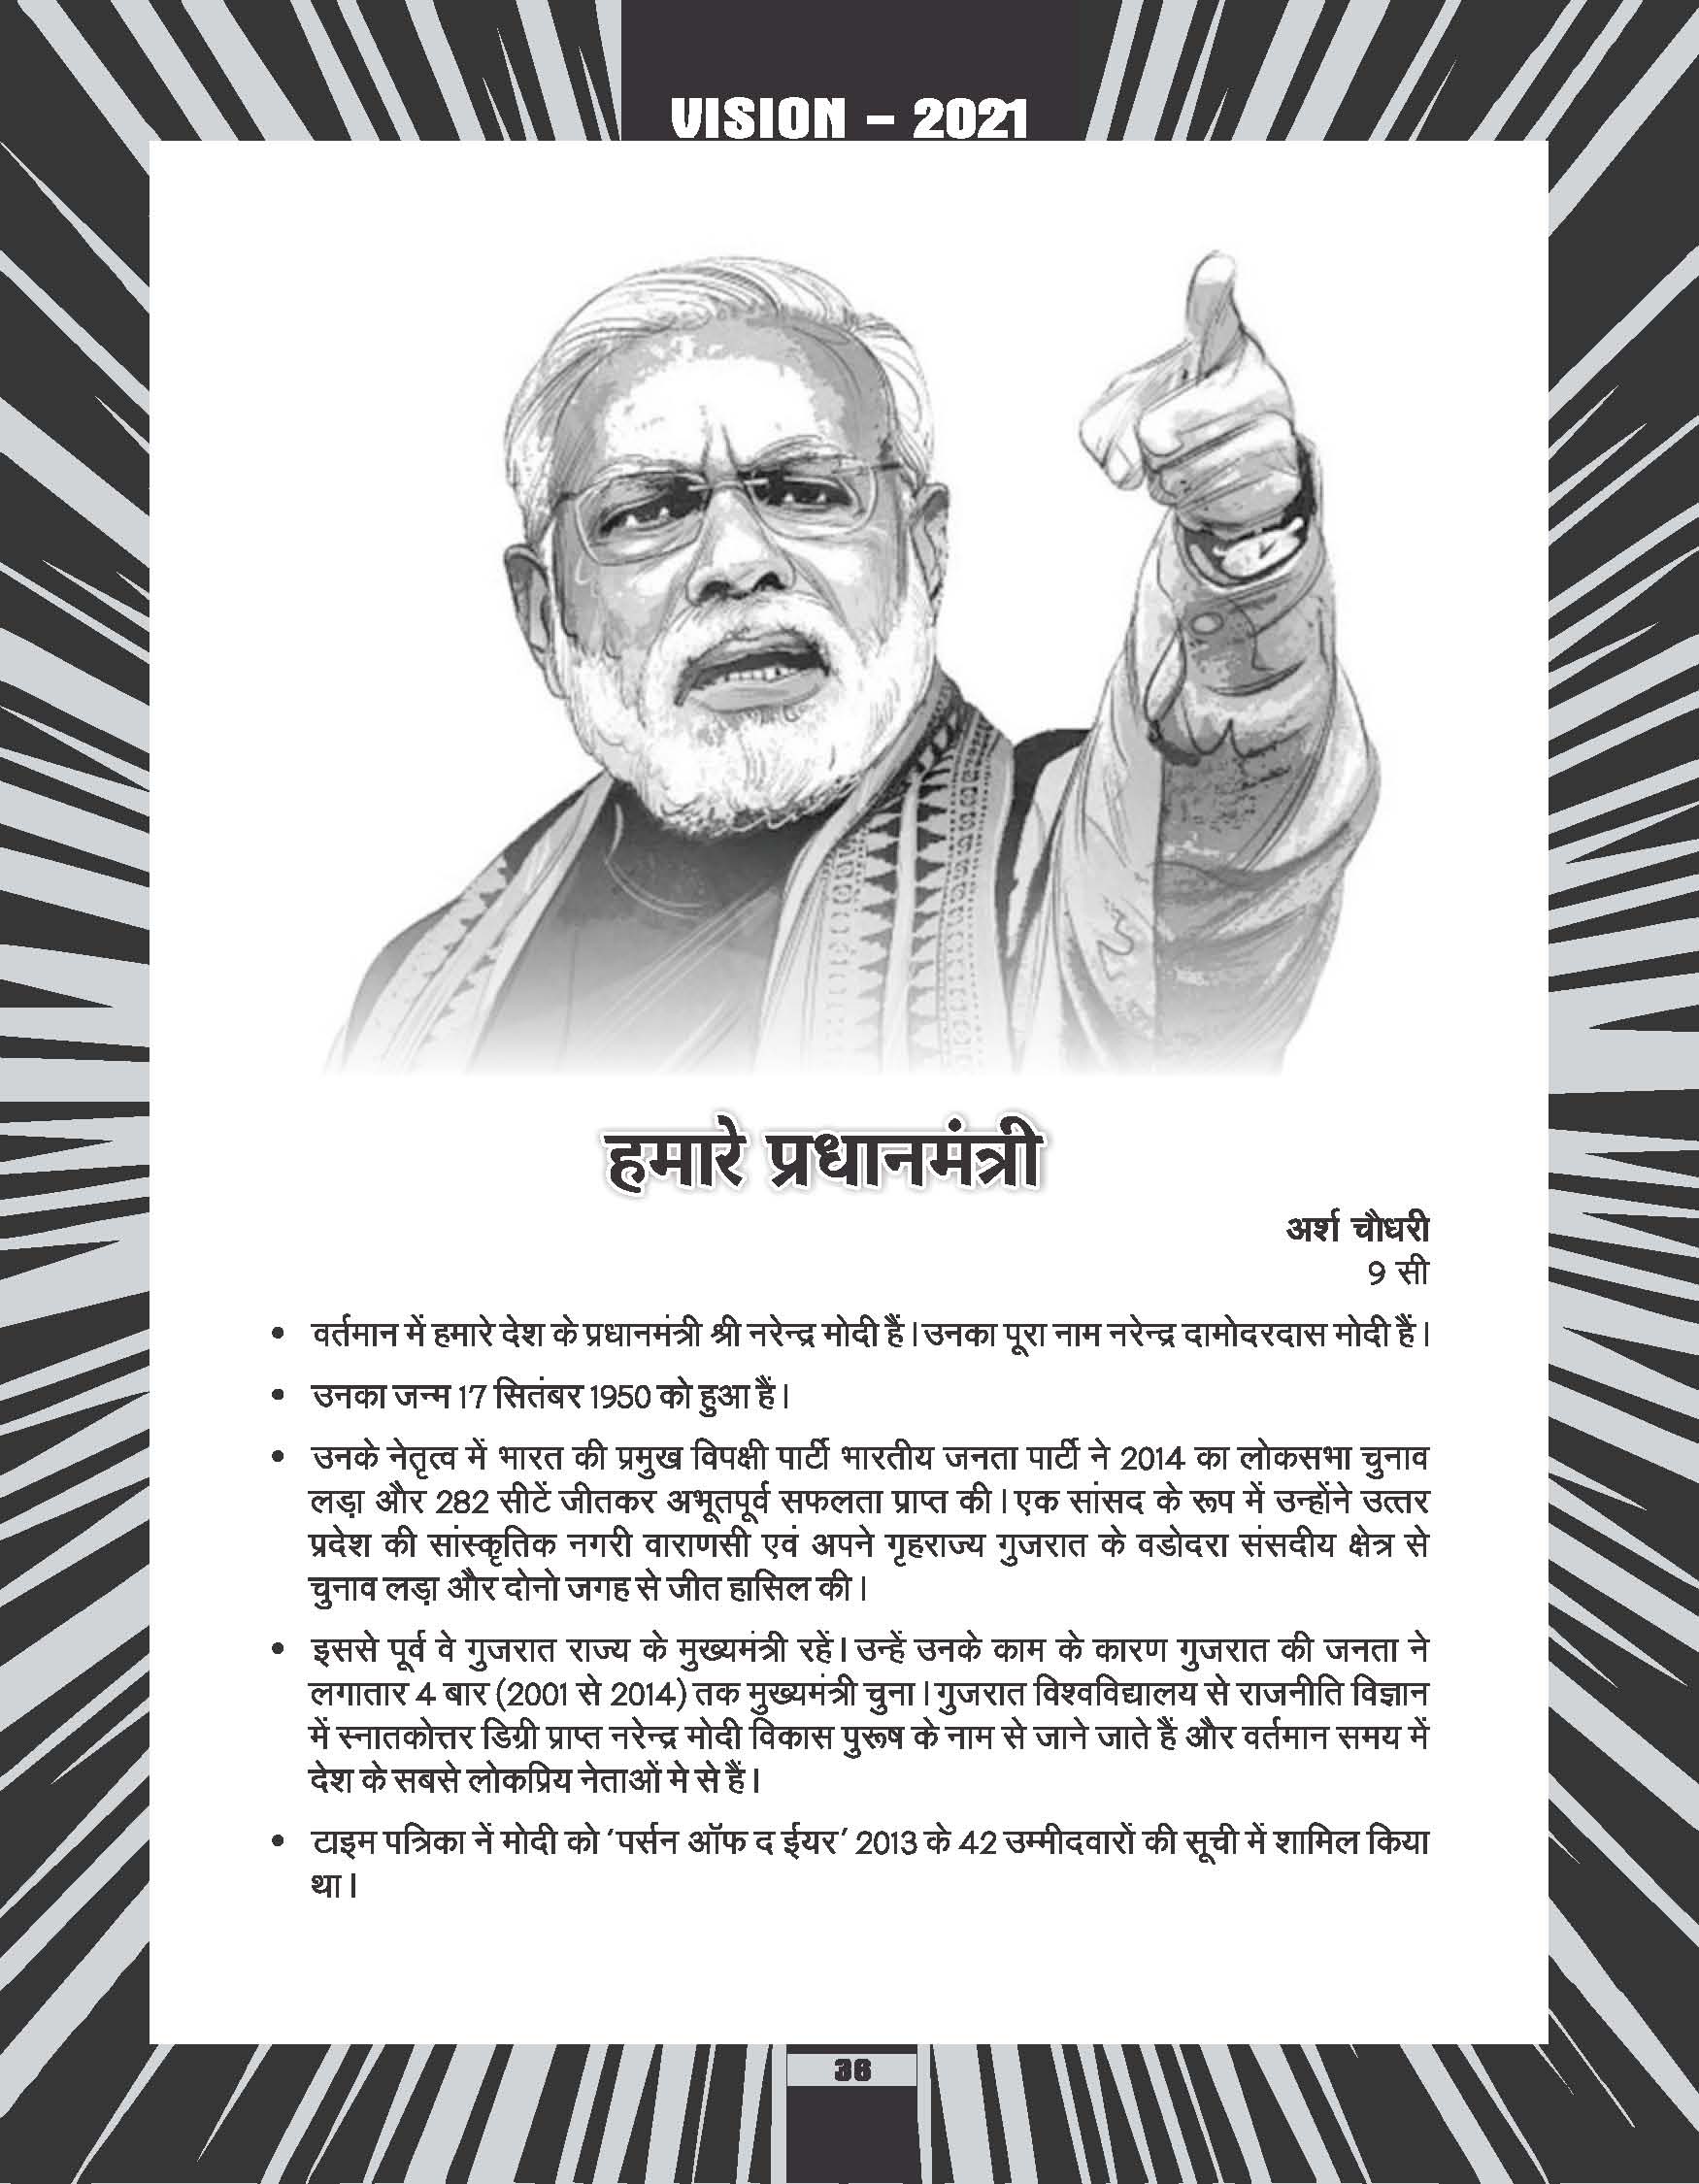 VISION – 2021
हमारे प्रधानमंत्री
अर्श चौधरी
9 सी
• वर्तमान में हमारे देश के प्रधानमंत्री श्री नरेन्द्र मोदी हैं। उनका पूरा नाम नरेन्द्र दामोदरदास मोदी हैं।
• उनका जन्म 17 सितंबर 1950 को हुआ हैं।
• उनके नेतृत्व में भारत की प्रमुख विपक्षी पार्टी भारतीय जनता पार्टी ने 2014 का लोकसभा चुनाव
लड़ा और 282 सीटें जीतकर अभूतपूर्व सफलता प्राप्त की। एक सांसद के रूप में उन्होंने उत्तर
प्रदेश की सांस्कृतिक नगरी वाराणसी एवं अपने गृहराज्य गुजरात के वडोदरा संसदीय क्षेत्र से
चुनाव लड़ा और दोनो जगह से जीत हासिल की।
• इससे पूर्व वे गुजरात राज्य के मुख्यमंत्री रहें। उन्हें उनके काम के कारण गुजरात की जनता ने
लगातार 4 बार (2001 से 2014) तक मुख्यमंत्री चुना। गुजरात विश्वविद्यालय से राजनीति विज्ञान
में स्नातकोत्तर डिग्री प्राप्त नरेन्द्र मोदी विकास पुरूष के नाम से जाने जाते हैं और वर्तमान समय में
देश के सबसे लोकप्रिय नेताओं मे से हैं।
• टाइम पत्रिका नें मोदी को 'पर्सन ऑफ द ईयर' 2013 के 42 उम्मीदवारों की सूची में शामिल किया
था।
36